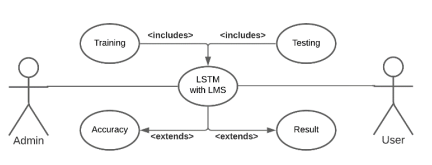 <includes> <includes>
Training Testing
LSTM
with LMS
Admin User
Accuracy Result
<extends> <extends>